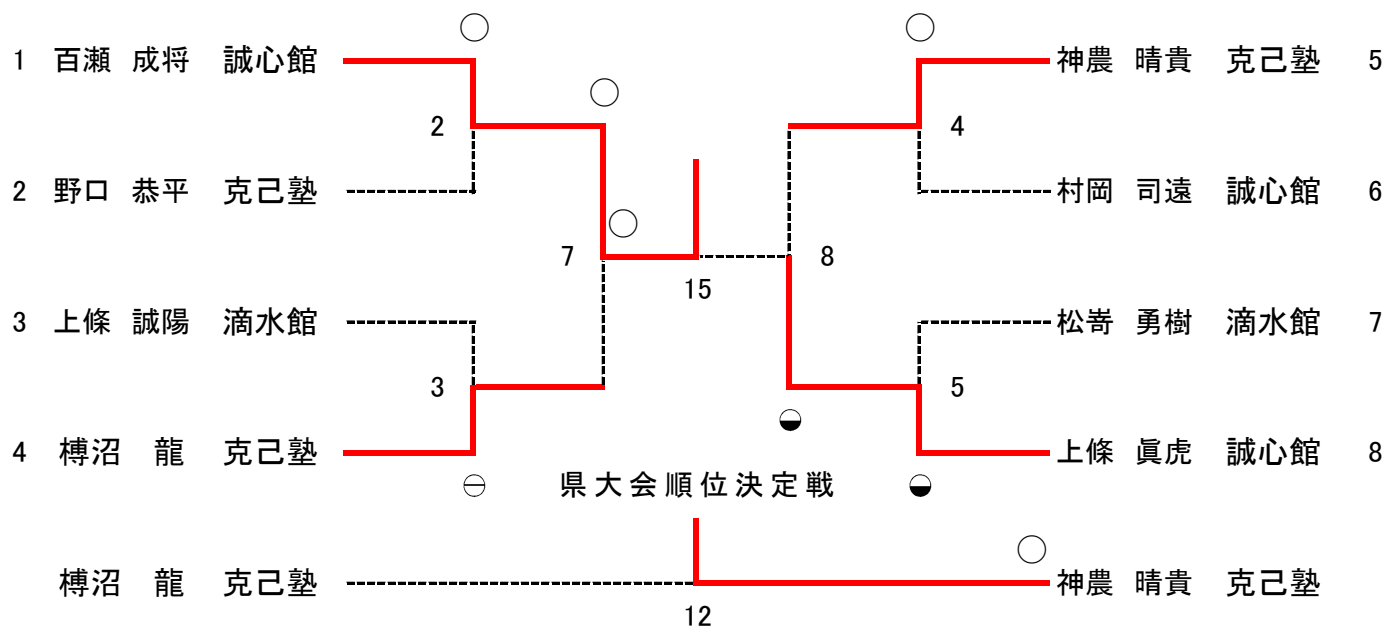 1 百瀬 成将 誠心館
神農 晴貴 克己塾 5
2
4
2 野口 恭平 克己塾
村岡 司遠 誠心館 6
7
8
15
3 上條 誠陽 滴水館
松嵜 勇樹 滴水館 7
3
5
4 榑沼 龍 克己塾
上條 眞虎 誠心館 8
県大会順位決定戦
榑沼 龍 克己塾
神農 晴貴 克己塾
12